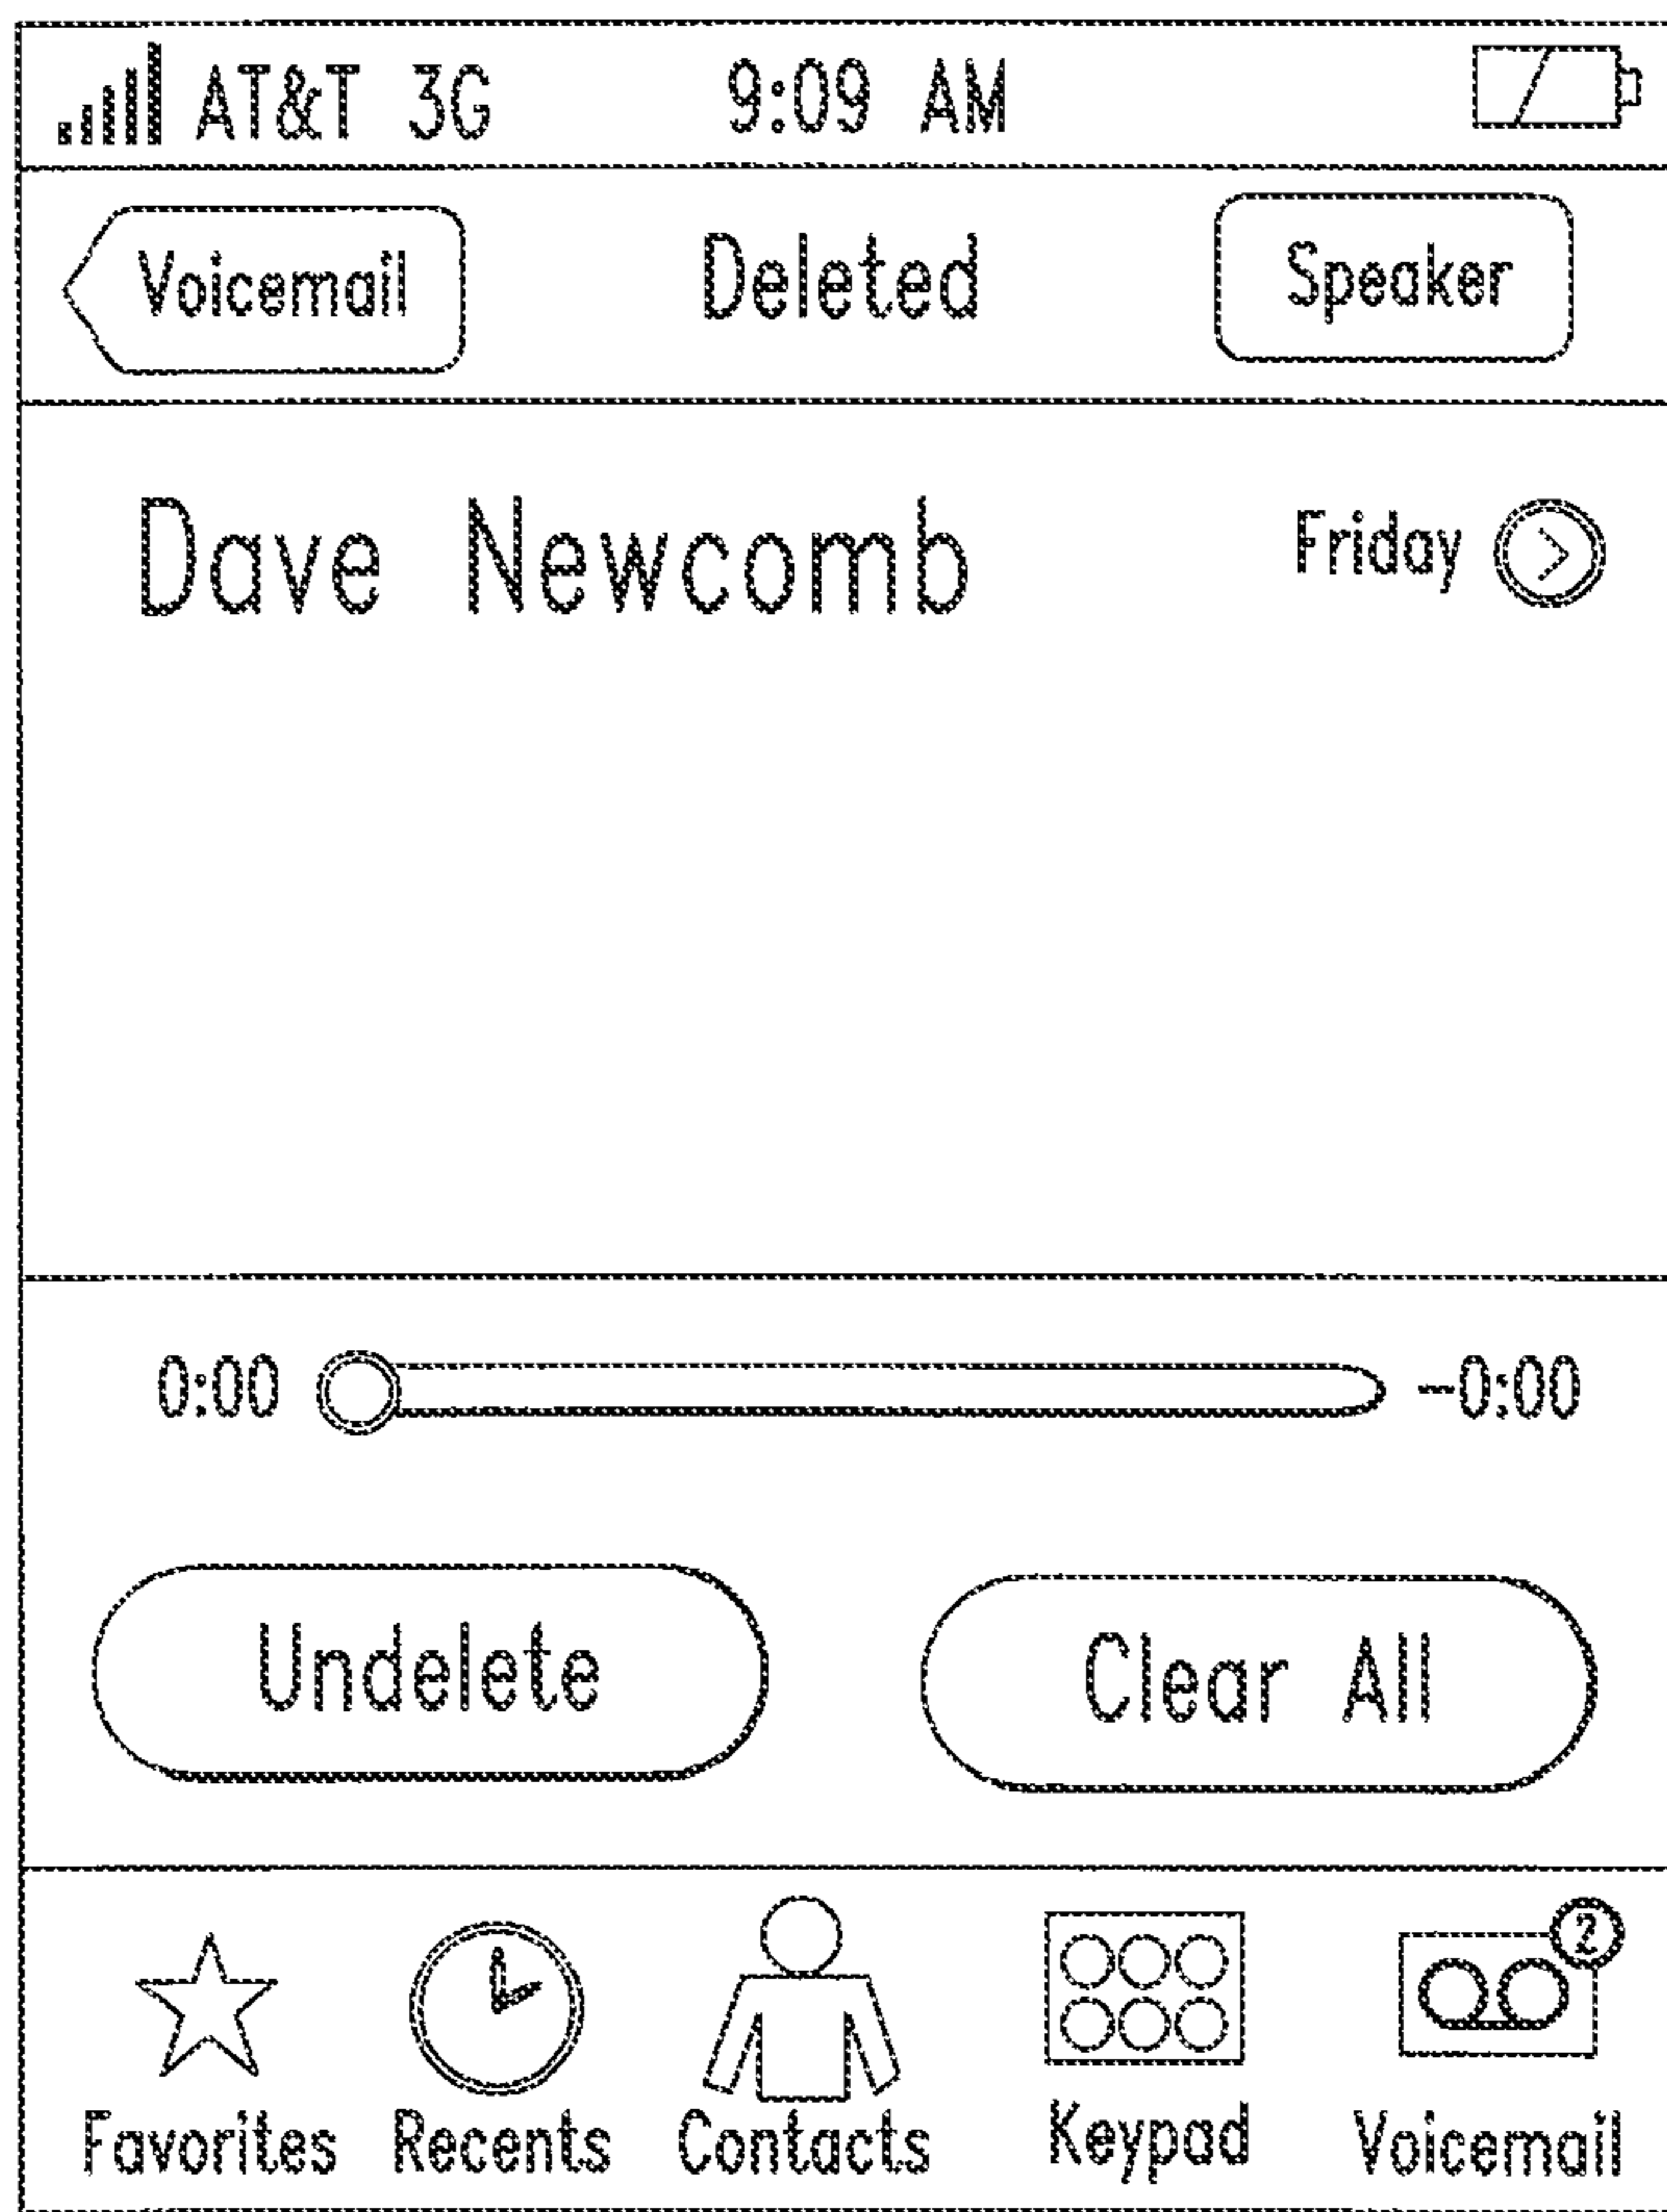 AT&T 3G 9:09 AM
Voicemail Deleted Speaker
Dave Newcomb Friday
0:00 -0:00
Undelete Clear All
2
Favorites Recents Contacts Keypad Voicemail